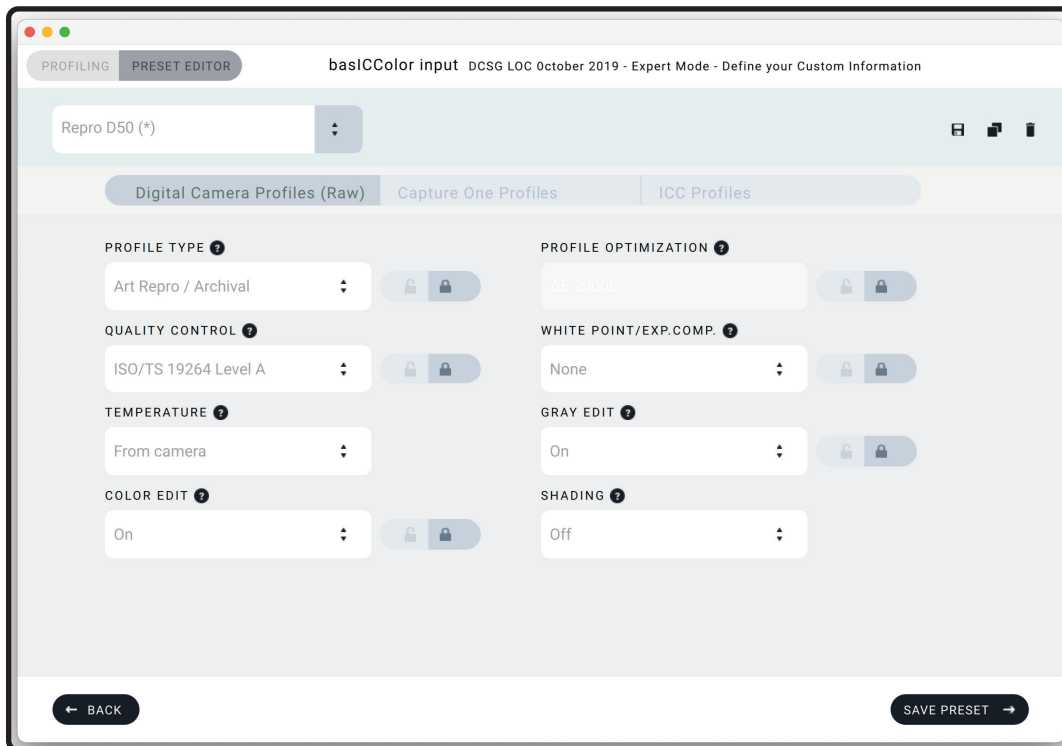 PROFILING PRESET EDITOR basICColor input DCSG LOC October 2019 - Expert Mode - Define your Custom Information
Repro D50 (*)
Digital Camera Profiles (Raw) Capture One Profiles ICC Profiles
PROFILE TYPE ? PROFILE OPTIMIZATION ?
Art Repro / Archival ΔE 2000L
QUALITY CONTROL ? WHITE POINT/EXP.COMP. ?
ISO/TS 19264 Level A None
TEMPERATURE ? GRAY EDIT ?
From camera On
COLOR EDIT ? SHADING ?
On Off
← BACK SAVE PRESET →